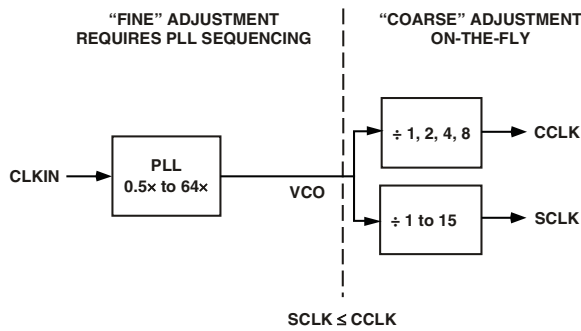 “FINE” ADJUSTMENT
REQUIRES PLL SEQUENCING
“COARSE” ADJUSTMENT
ON-THE-FLY
÷ 1, 2, 4, 8
CCLK
CLKIN
PLL
0.5× to 64×
VCO
÷ 1 to 15
SCLK
SCLK ≤ CCLK